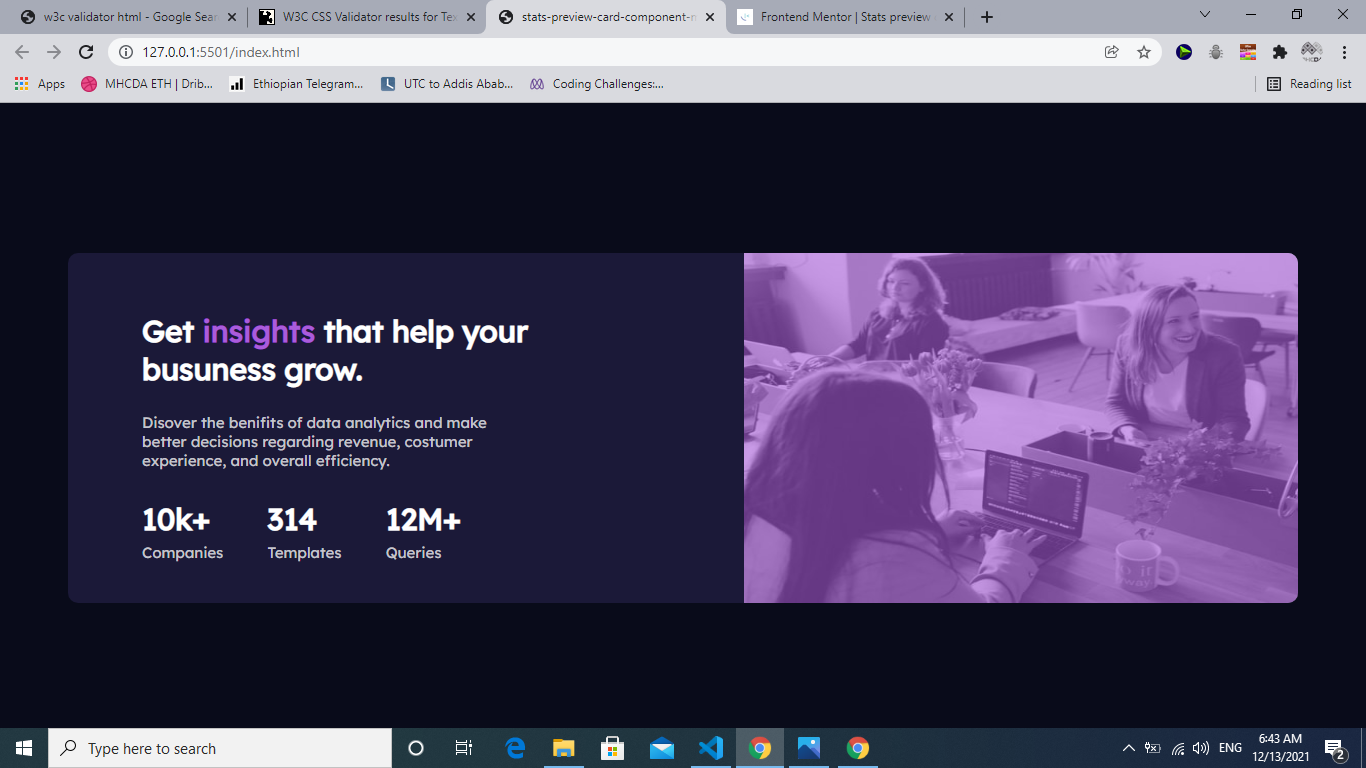 w3c validator html - Google Sear
W3C CSS Validator results for Tex
stats-preview-card-component-m
Frontend Mentor | Stats preview
127.0.0.1:5501/index.html
Apps
MHCDA ETH | Drib...
Ethiopian Telegram...
UTC to Addis Abab...
Coding Challenges:...
Reading list
Get insights that help your
busuness grow.
Disover the benifits of data analytics and make
better decisions regarding revenue, costumer
experience, and overall efficiency.
10k+ 314 12M+
Companies Templates Queries
Type here to search
ENG
6:43 AM
12/13/2021
2